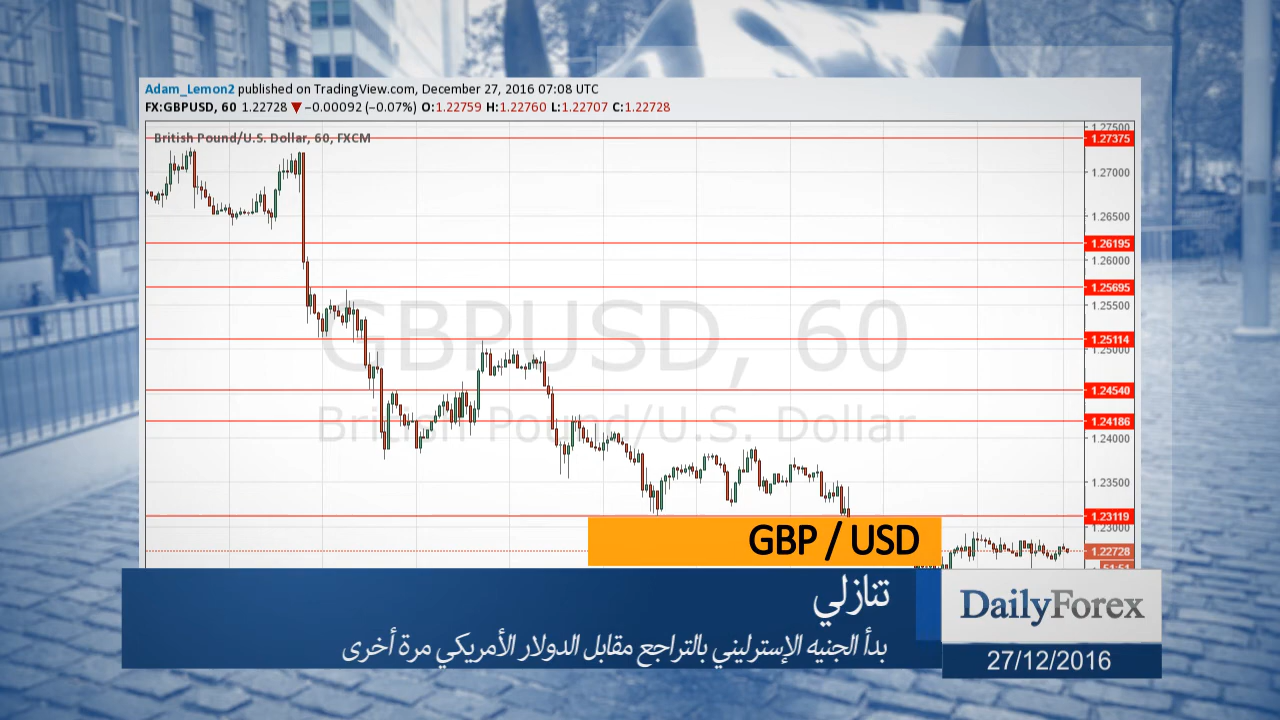 Adam_Lemon2 published on TradingView.com, December 27, 2016 07:08 UTC
FX:GBPUSD, 60 1.22728 ▼ −0.00092 (−0.07%) O:1.22759 H:1.22760 L:1.22707 C:1.22728
British Pound/U.S. Dollar, 60, FXCM
GBPUSD, 60
British Pound/U.S. Dollar
1.27500
1.27375
1.27000
1.26500
1.26195
1.26000
1.25695
1.25500
1.25114
1.25000
1.24540
1.24186
1.24000
1.23500
1.23119
1.23000
1.22728
51:51
GBP / USD
تنازلي
بدأ الجنيه الإسترليني بالتراجع مقابل الدولار الأمريكي مرة أخرى
DailyForex
27/12/2016